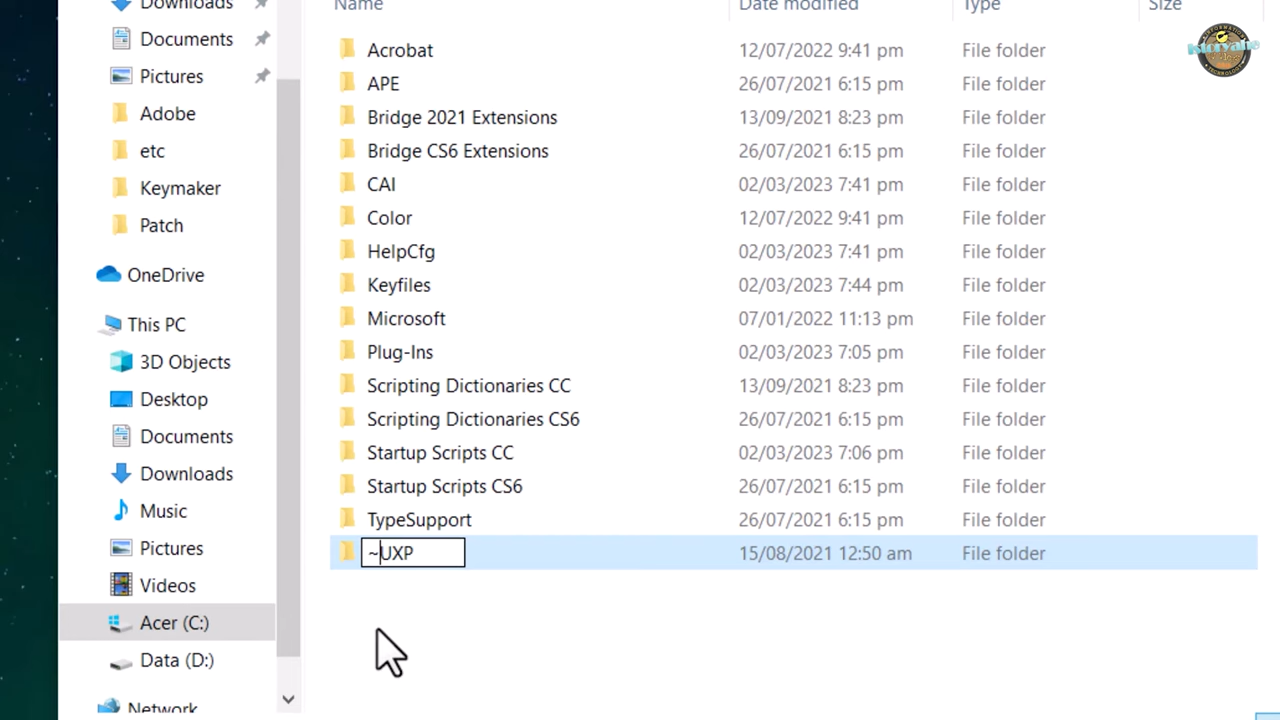 Downloads
Documents
Pictures
Adobe
etc
Keymaker
Patch
OneDrive
This PC
3D Objects
Desktop
Documents
Downloads
Music
Pictures
Videos
Acer (C:)
Data (D:)
Network
Name Date modified Type Size
Acrobat 12/07/2022 9:41 pm File folder
APE 26/07/2021 6:15 pm File folder
Bridge 2021 Extensions 13/09/2021 8:23 pm File folder
Bridge CS6 Extensions 26/07/2021 6:15 pm File folder
CAI 02/03/2023 7:41 pm File folder
Color 12/07/2022 9:41 pm File folder
HelpCfg 02/03/2023 7:41 pm File folder
Keyfiles 02/03/2023 7:44 pm File folder
Microsoft 07/01/2022 11:13 pm File folder
Plug-Ins 02/03/2023 7:05 pm File folder
Scripting Dictionaries CC 13/09/2021 8:23 pm File folder
Scripting Dictionaries CS6 26/07/2021 6:15 pm File folder
Startup Scripts CC 02/03/2023 7:06 pm File folder
Startup Scripts CS6 26/07/2021 6:15 pm File folder
TypeSupport 26/07/2021 6:15 pm File folder
~UXP 15/08/2021 12:50 am File folder